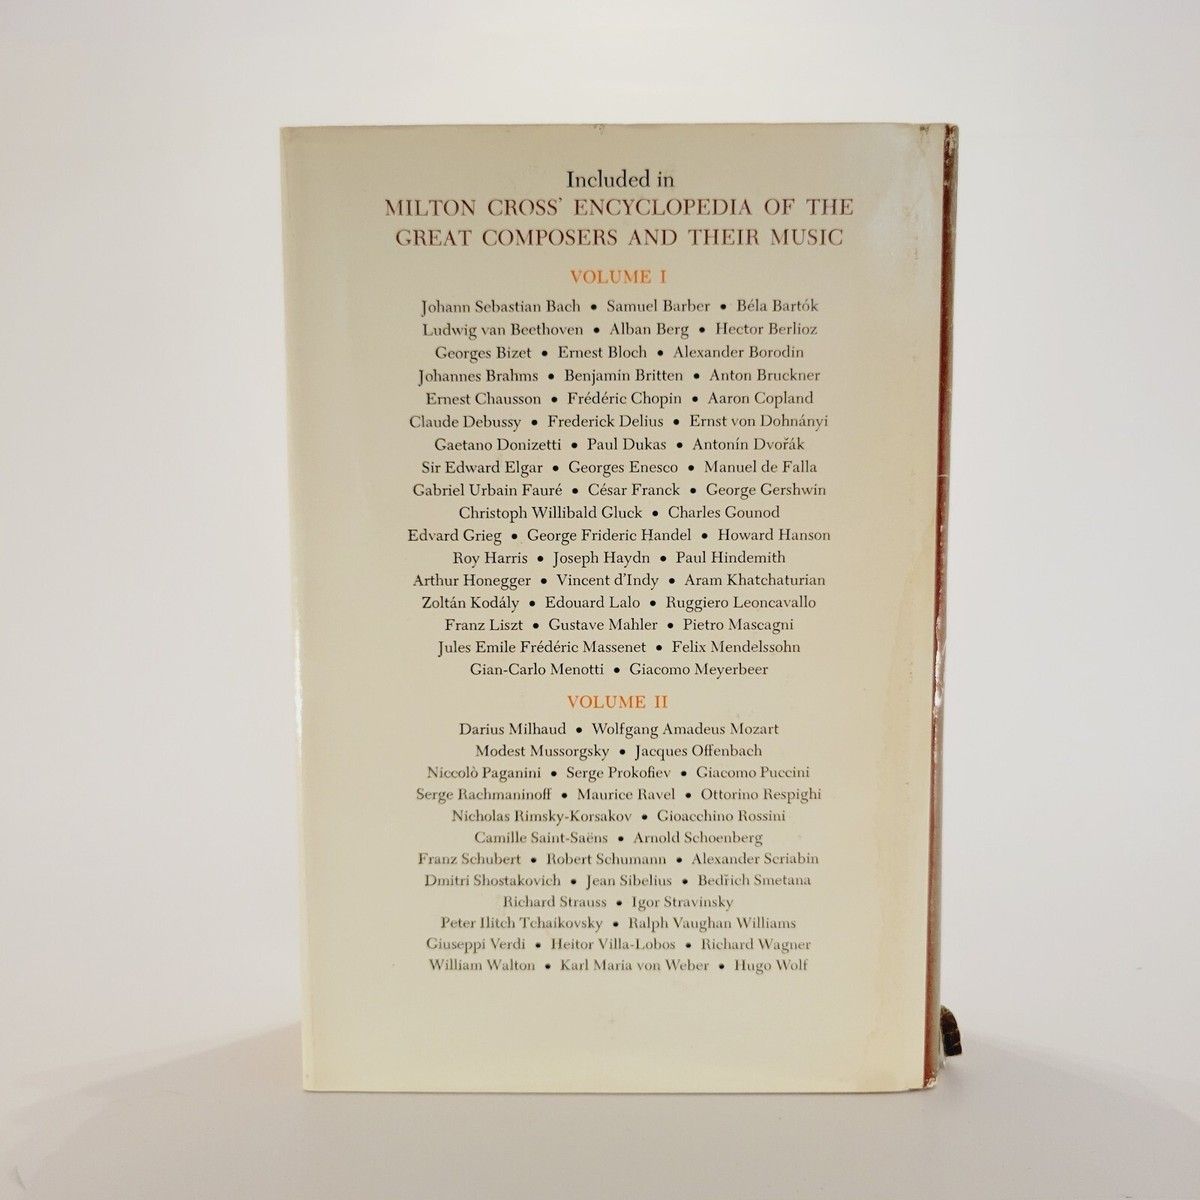 Included in
MILTON CROSS' ENCYCLOPEDIA OF THE
GREAT COMPOSERS AND THEIR MUSIC
VOLUME I
Johann Sebastian Bach • Samuel Barber • Béla Bartók
Ludwig van Beethoven • Alban Berg • Hector Berlioz
Georges Bizet • Ernest Bloch • Alexander Borodin
Johannes Brahms • Benjamin Britten • Anton Bruckner
Ernest Chausson • Frédéric Chopin • Aaron Copland
Claude Debussy • Frederick Delius • Ernst von Dohnányi
Gaetano Donizetti • Paul Dukas • Antonín Dvořák
Sir Edward Elgar • Georges Enesco • Manuel de Falla
Gabriel Urbain Fauré • César Franck • George Gershwin
Christoph Willibald Gluck • Charles Gounod
Edvard Grieg • George Frideric Handel • Howard Hanson
Roy Harris • Joseph Haydn • Paul Hindemith
Arthur Honegger • Vincent d'Indy • Aram Khatchaturian
Zoltán Kodály • Edouard Lalo • Ruggiero Leoncavallo
Franz Liszt • Gustave Mahler • Pietro Mascagni
Jules Emile Frédéric Massenet • Felix Mendelssohn
Gian-Carlo Menotti • Giacomo Meyerbeer
VOLUME II
Darius Milhaud • Wolfgang Amadeus Mozart
Modest Mussorgsky • Jacques Offenbach
Niccolò Paganini • Serge Prokofiev • Giacomo Puccini
Serge Rachmaninoff • Maurice Ravel • Ottorino Respighi
Nicholas Rimsky-Korsakov • Gioacchino Rossini
Camille Saint-Saëns • Arnold Schoenberg
Franz Schubert • Robert Schumann • Alexander Scriabin
Dmitri Shostakovich • Jean Sibelius • Bedřich Smetana
Richard Strauss • Igor Stravinsky
Peter Ilitch Tchaikovsky • Ralph Vaughan Williams
Giuseppi Verdi • Heitor Villa-Lobos • Richard Wagner
William Walton • Karl Maria von Weber • Hugo Wolf